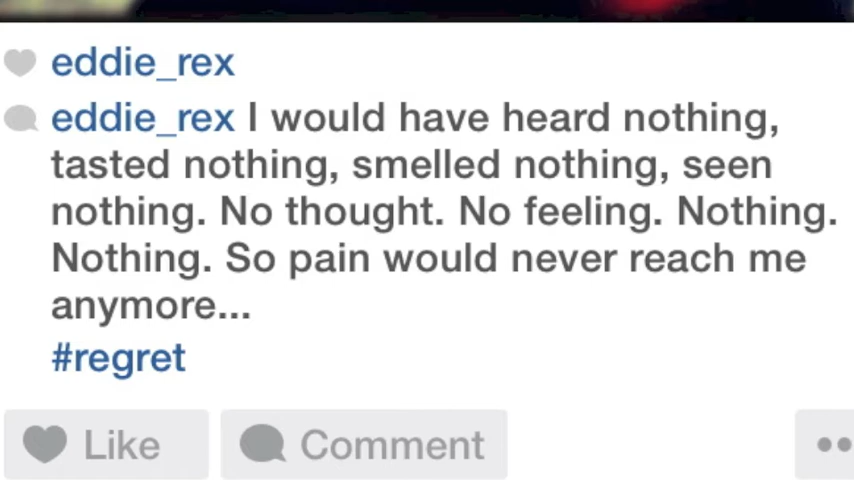 eddie_rex
eddie_rex I would have heard nothing,
tasted nothing, smelled nothing, seen
nothing. No thought. No feeling. Nothing.
Nothing. So pain would never reach me
anymore...
#regret
Like Comment